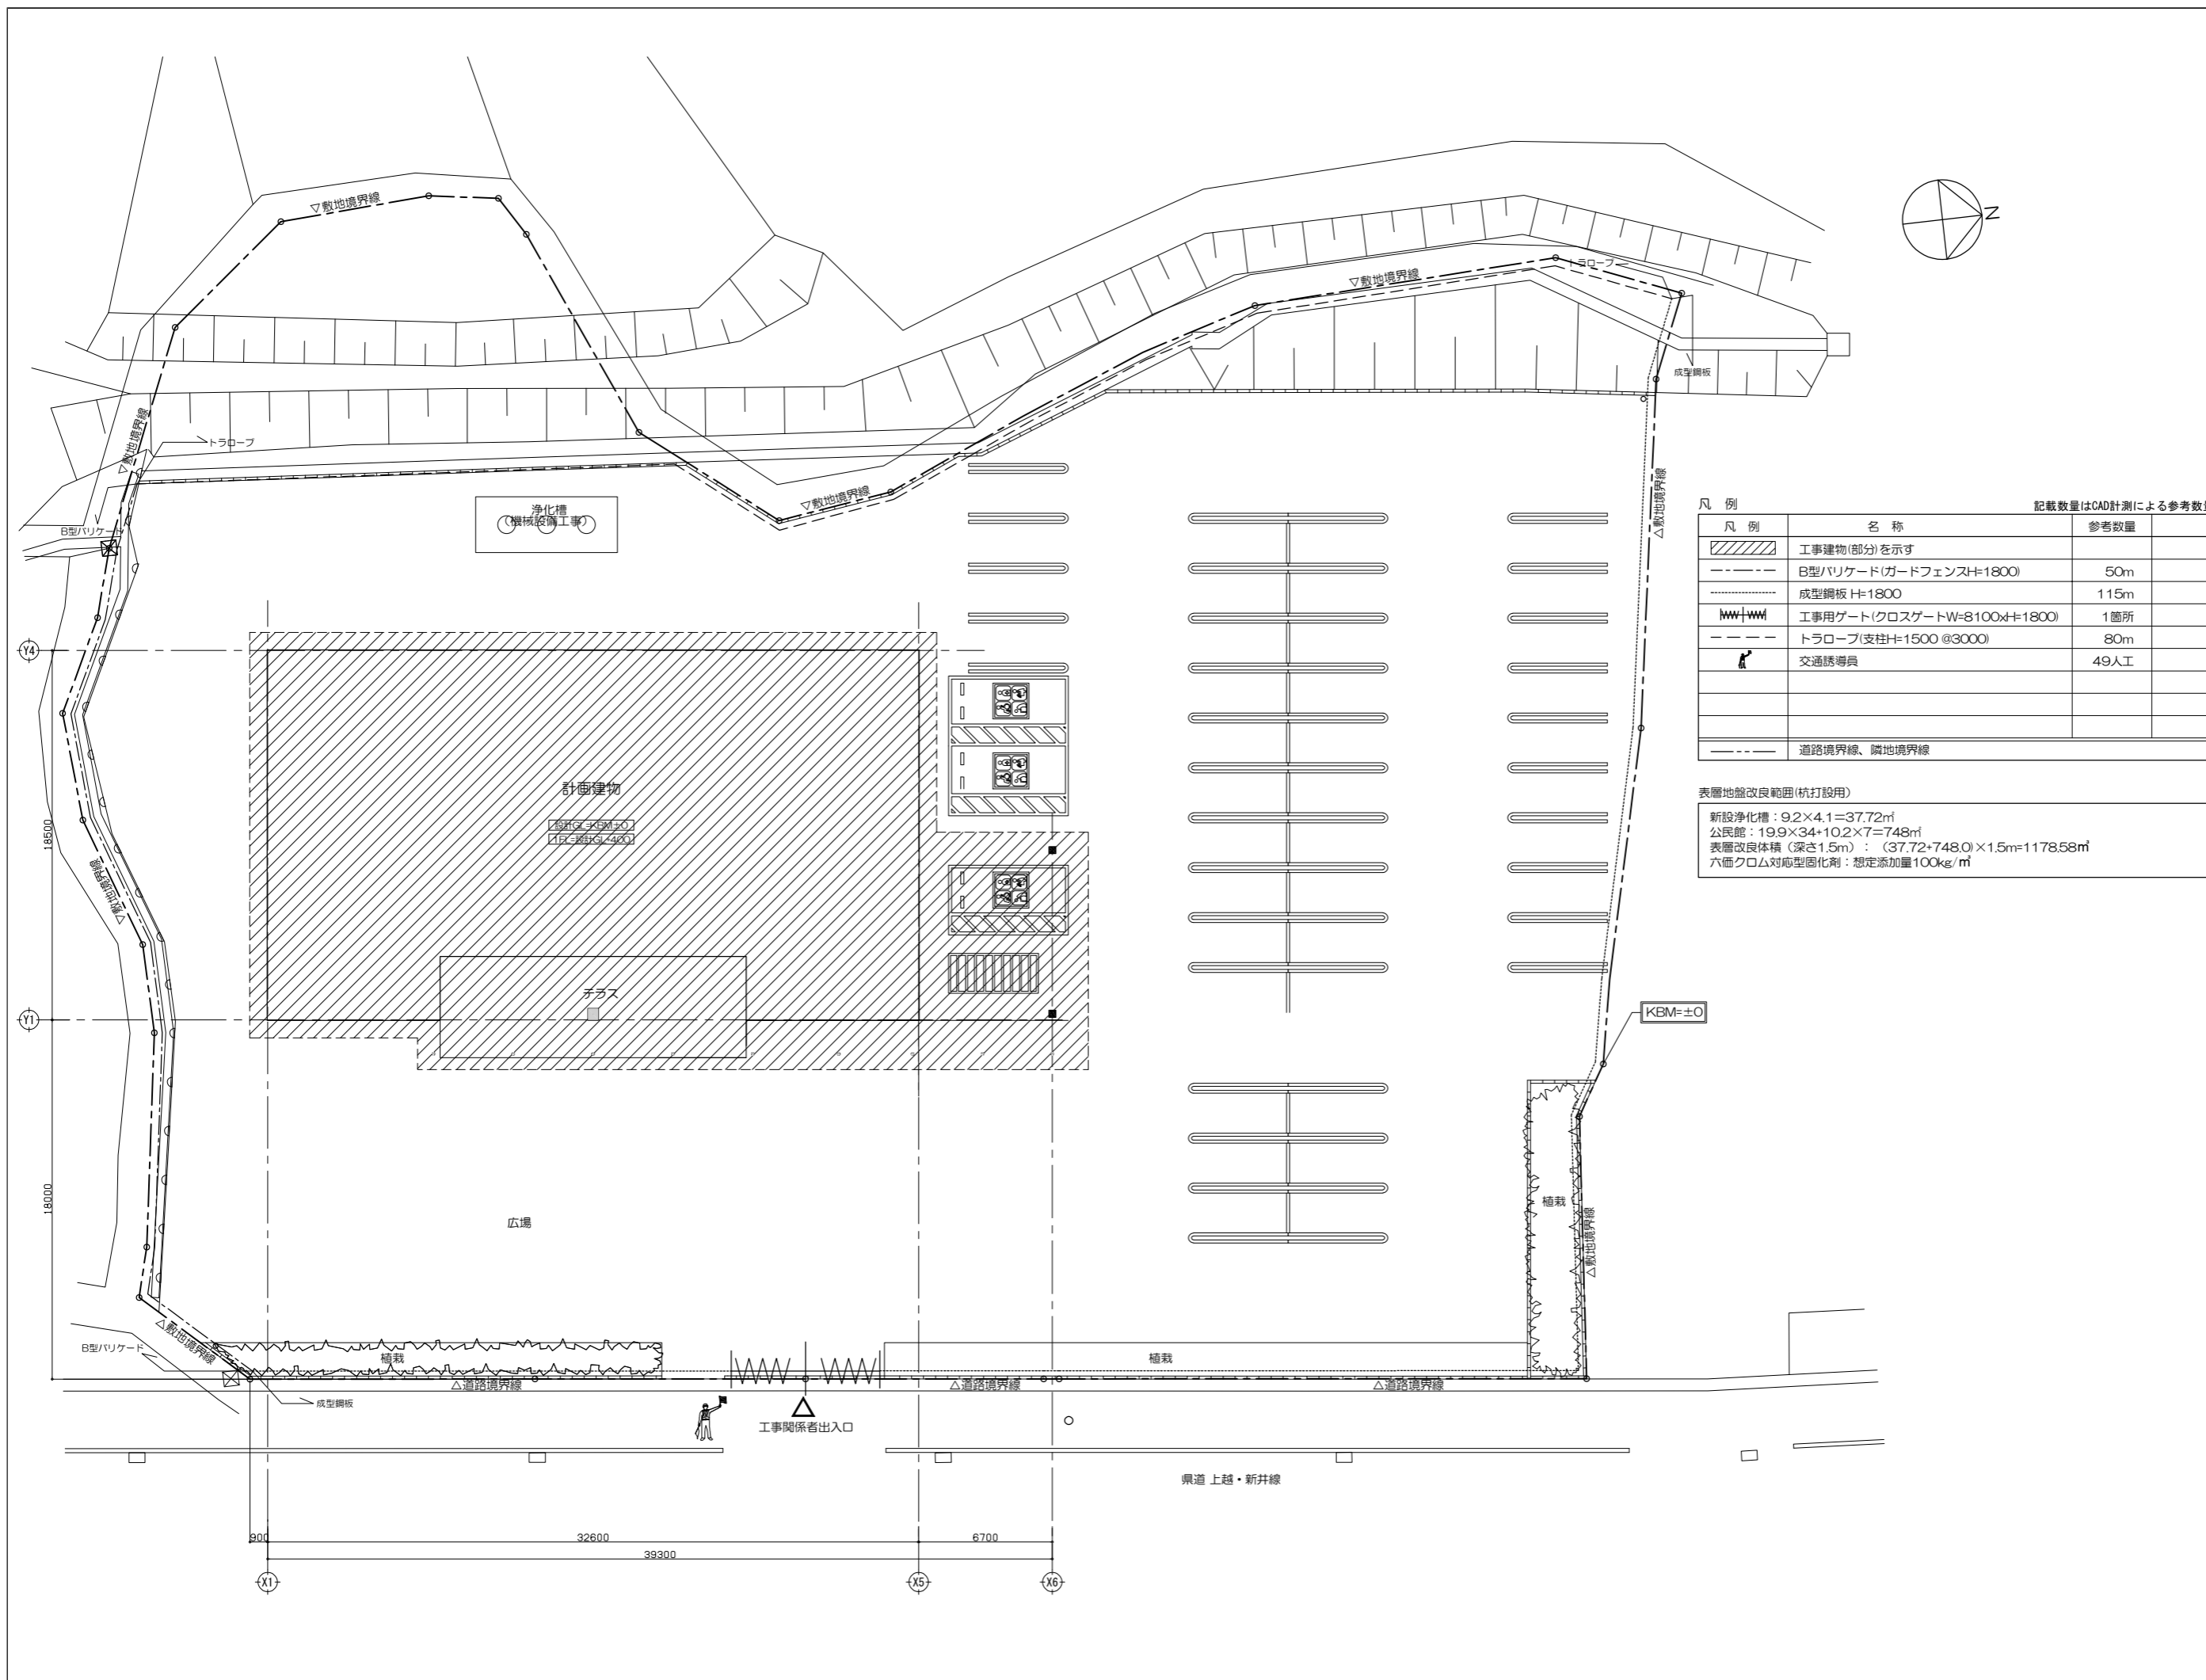 ▽敷地境界線
N
トラロープ
▽敷地境界線
成型鋼板
▽敷地境界線
トラロープ
▽敷地境界線
B型バリケード
浄化槽
(機械設備工事)
△敷地境界線
凡 例
記載数量はCAD計測による参考数量
凡 例 名 称 参考数量
工事建物(部分)を示す
B型バリケード(ガードフェンスH=1800) 50m
成型鋼板 H=1800 115m
工事用ゲート(クロスゲートW=8100xH=1800) 1箇所
トラロープ(支柱H=1500 @3000) 80m
交通誘導員 49人工
道路境界線、隣地境界線
表層地盤改良範囲(杭打設用)
新設浄化槽:9.2×4.1=37.72㎡
公民館:19.9×34+10.2×7=748㎡
表層改良体積(深さ1.5m): (37.72+748.0)×1.5m=1178.58㎥
六価クロム対応型固化剤:想定添加量100kg/㎥
Y4
計画建物
設計GL=KBM±0
1FL=設計GL+400
18500
▽敷地境界線
テラス
Y1
KBM=±0
18000
広場
植栽
△敷地境界線
△敷地境界線
B型バリケード
植栽
植栽
△道路境界線
△道路境界線
△道路境界線
成型鋼板
工事関係者出入口
県道 上越・新井線
900
32600
6700
39300
X1
X5
X6